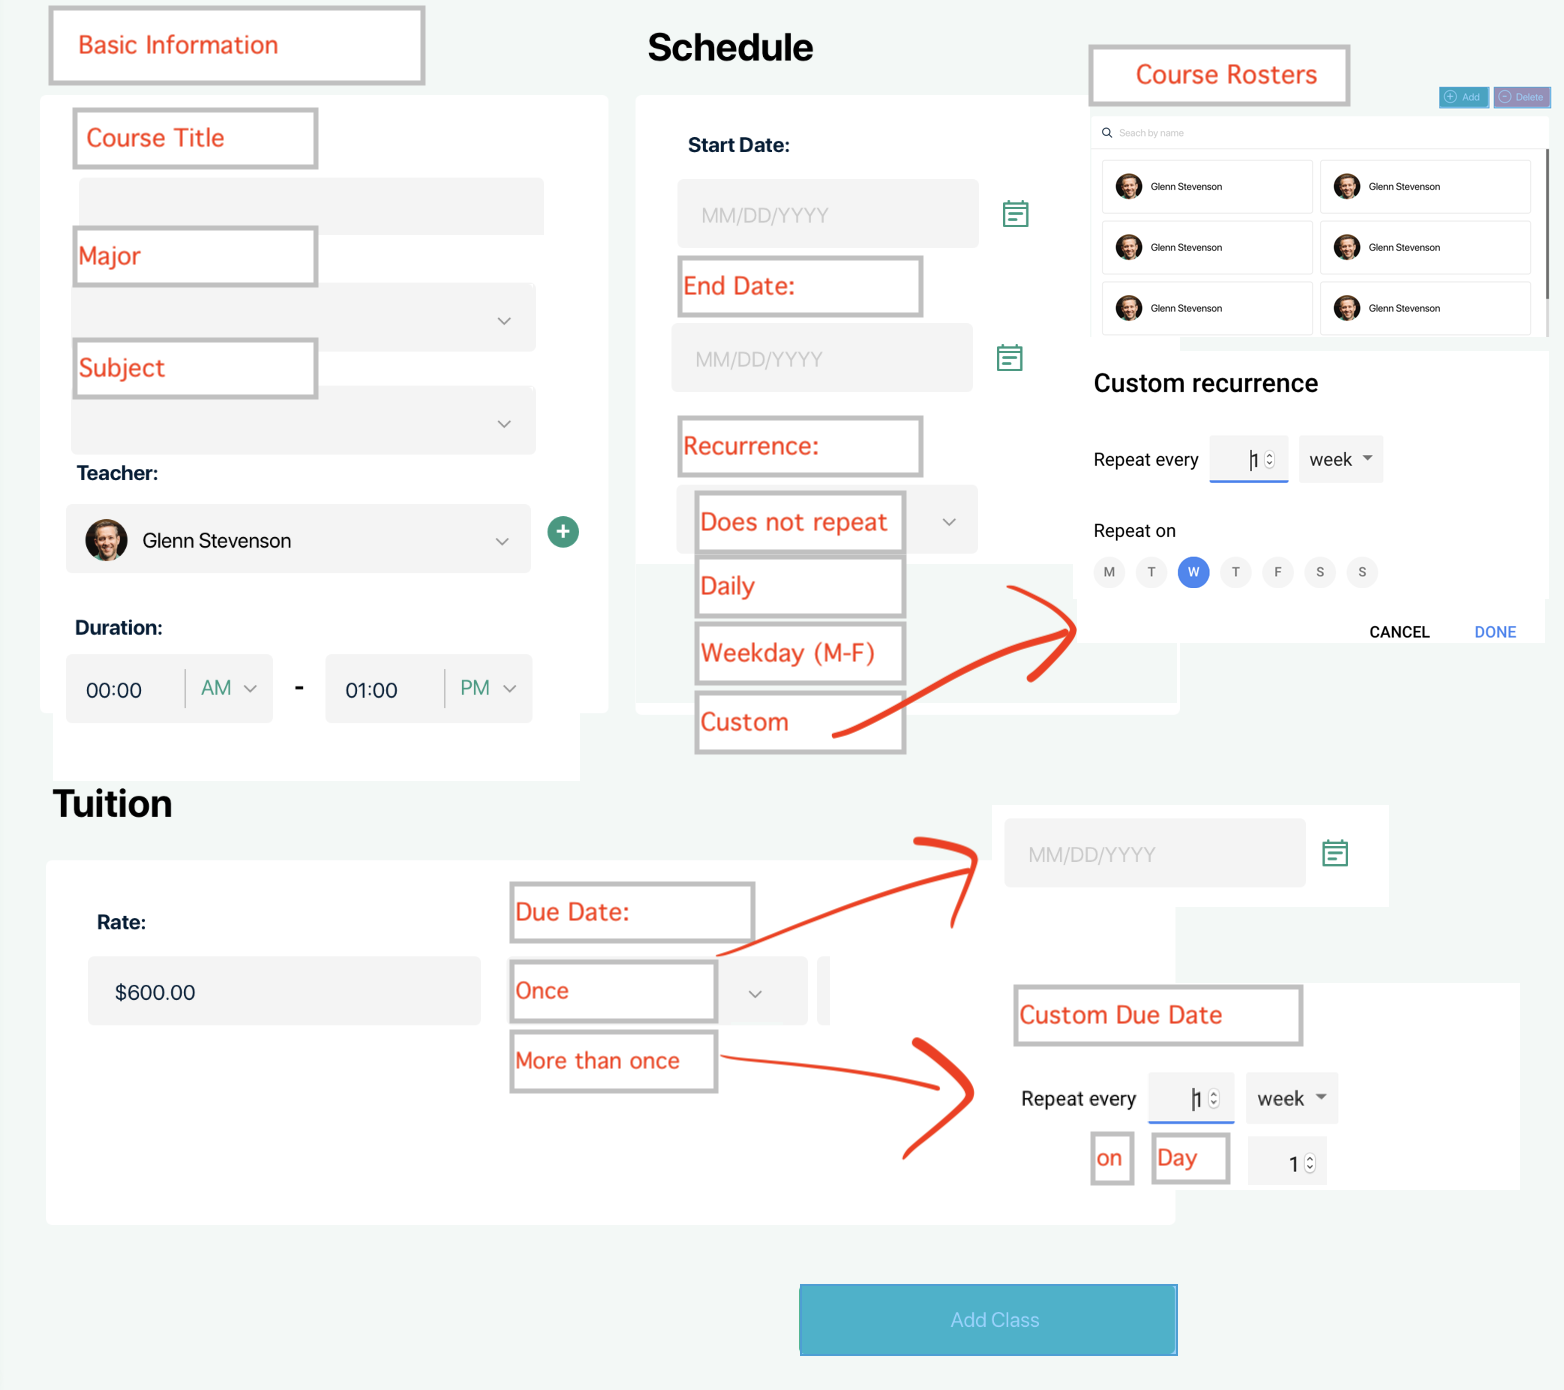 Basic Information
Course Title
Major
Subject
Teacher:
Glenn Stevenson
Duration:
00:00 AM - 01:00 PM
Schedule
Start Date:
MM/DD/YYYY
End Date:
MM/DD/YYYY
Recurrence:
Does not repeat
Daily
Weekday (M-F)
Custom
Course Rosters
Add Delete
Seach by name
Glenn Stevenson Glenn Stevenson
Glenn Stevenson Glenn Stevenson
Glenn Stevenson Glenn Stevenson
Custom recurrence
Repeat every 1 week
Repeat on
M T W T F S S
CANCEL DONE
Tuition
Rate:
$600.00
Due Date:
Once
More than once
MM/DD/YYYY
Custom Due Date
Repeat every 1 week
on Day 1
Add Class